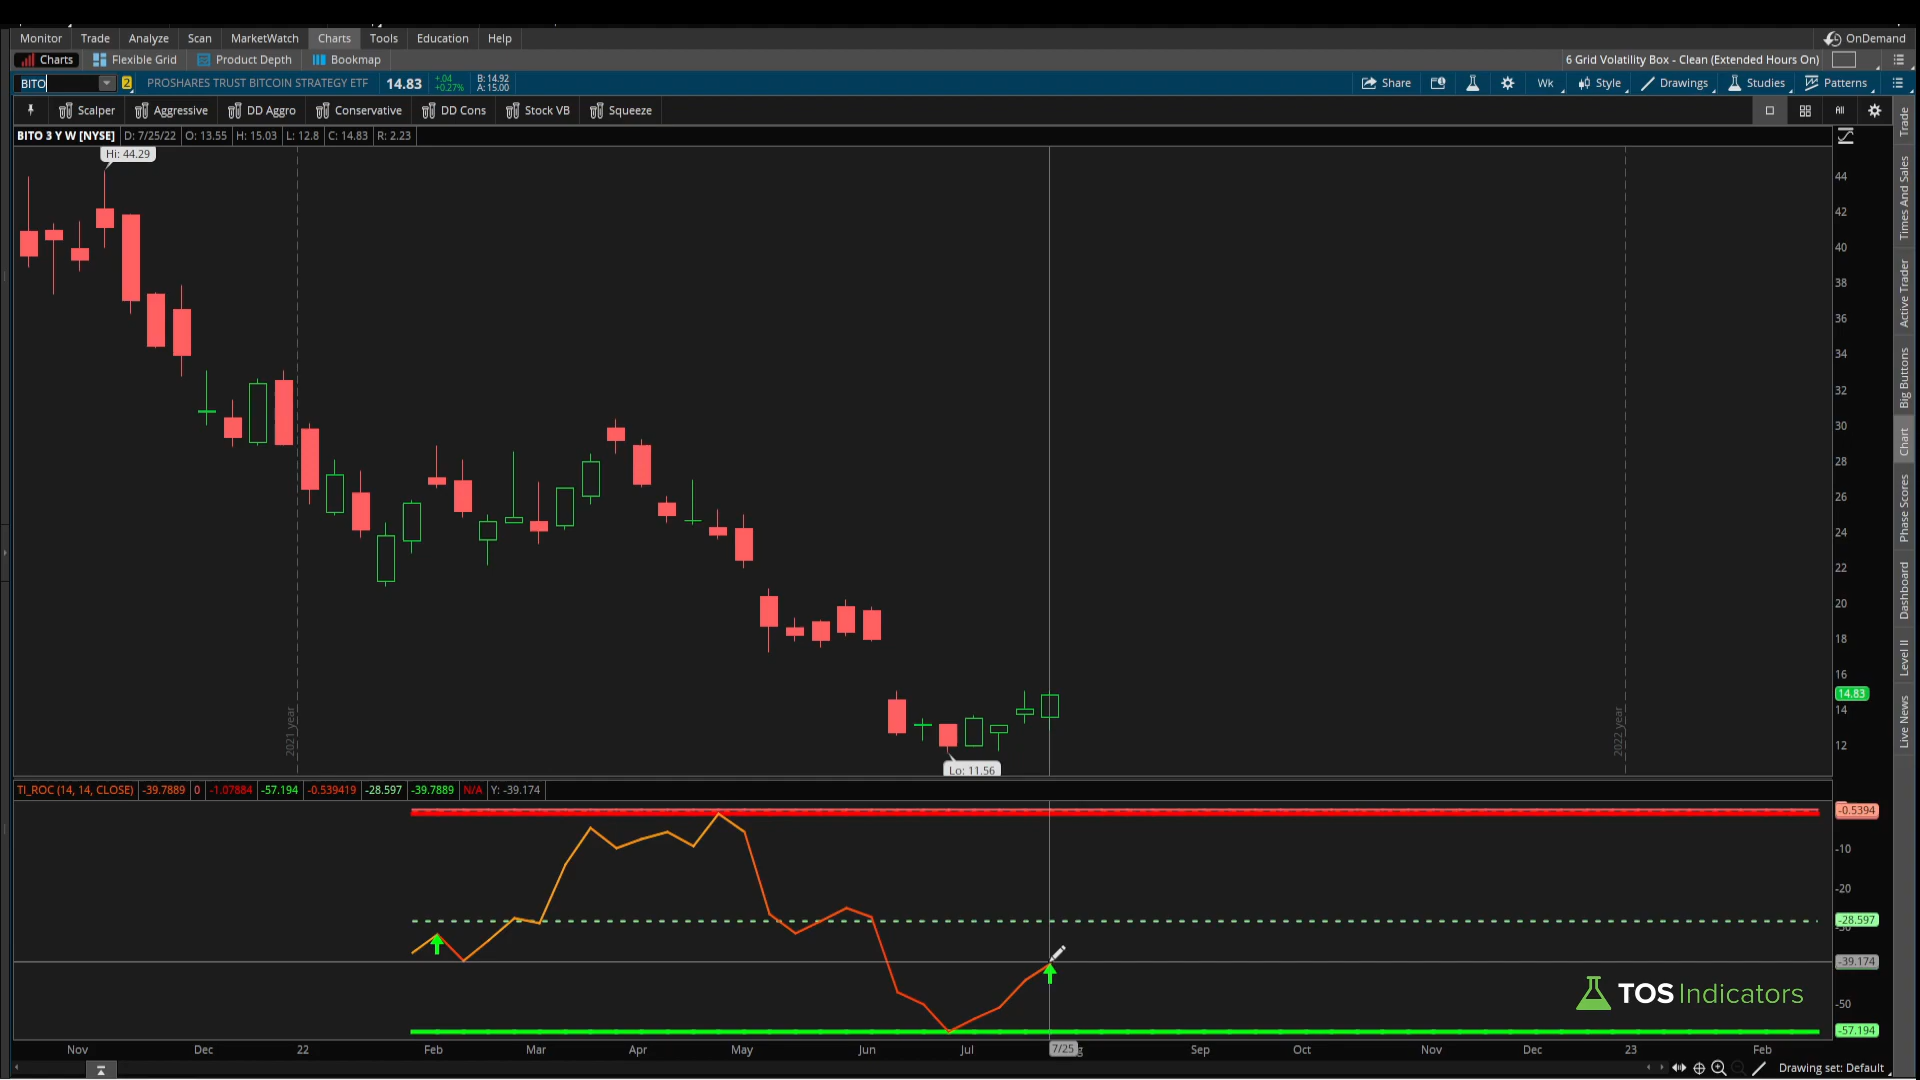 Monitor Trade Analyze Scan MarketWatch Charts Tools Education Help OnDemand
Charts Flexible Grid Product Depth Bookmap 6 Grid Volatility Box - Clean (Extended Hours On)
BITO 2 PROSHARES TRUST BITCOIN STRATEGY ETF 14.83 +.04 +0.27% B: 14.92 A: 15.00 Share Wk Style Drawings Studies Patterns
Scalper Aggressive DD Aggro Conservative DD Cons Stock VB Squeeze
BITO 3 Y W [NYSE] D: 7/25/22 O: 13.55 H: 15.03 L: 12.8 C: 14.83 R: 2.23
Hi: 44.29
44
42
40
38
36
34
32
30
28
26
24
22
20
18
16
14.83
14
12
2021 year
2022 year
Lo: 11.56
TI_ROC (14, 14, CLOSE) -39.7889 0 -1.07884 -57.194 -0.539419 -28.597 -39.7889 N/A Y: -39.174
-0.5394
-10
-20
-28.597
-39.174
-50
-57.194
TOS Indicators
Nov Dec 22 Feb Mar Apr May Jun Jul 7/25 Sep Oct Nov Dec 23 Feb
Drawing set: Default
Trade
Times And Sales
Active Trader
Big Buttons
Chart
Phase Scores
Dashboard
Level II
Live News